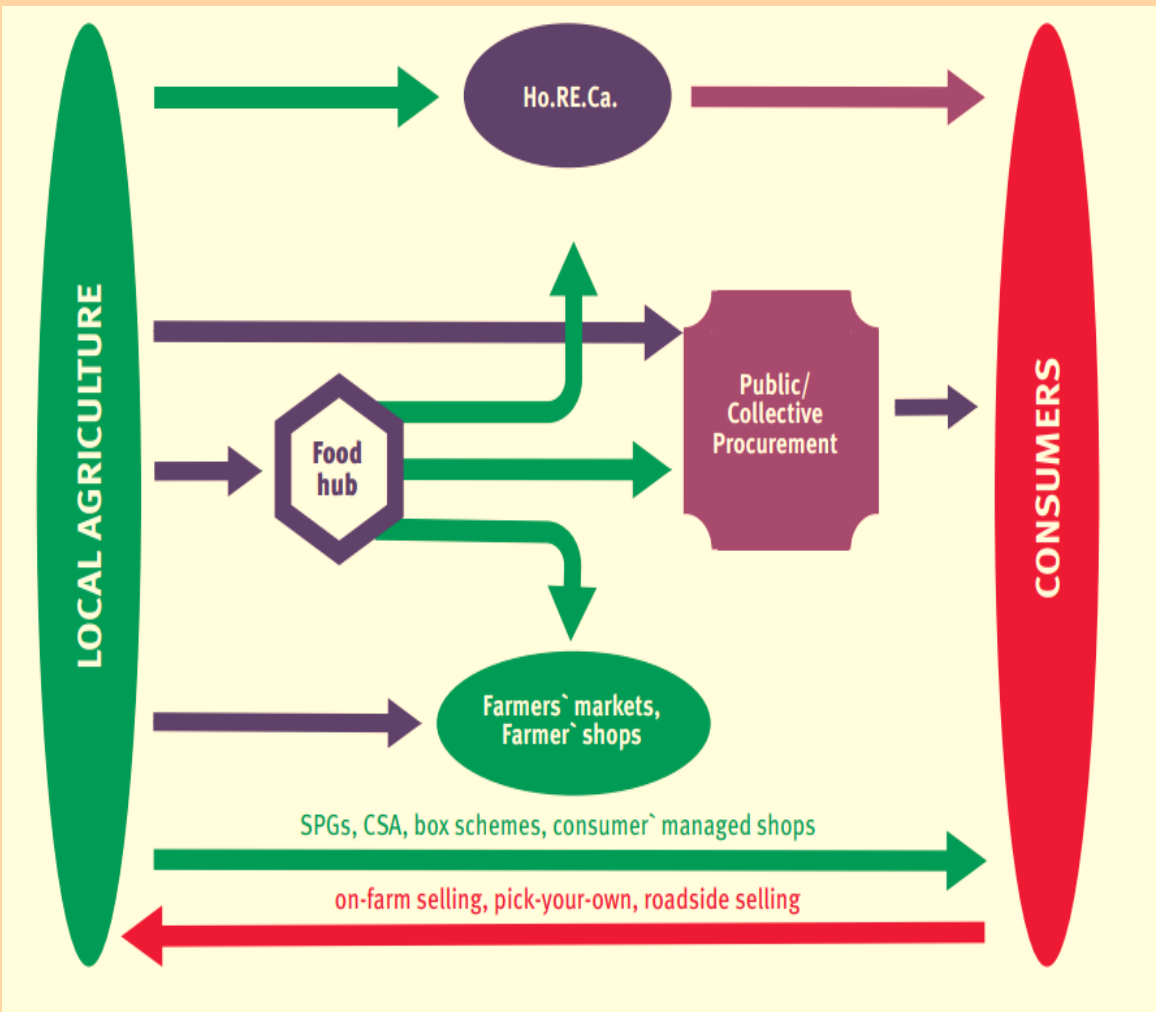 Ho.RE.Ca.
LOCAL AGRICULTURE
Public/
Collective
Procurement
Food
hub
CONSUMERS
Farmers` markets,
Farmer` shops
SPGs, CSA, box schemes, consumer` managed shops
on-farm selling, pick-your-own, roadside selling